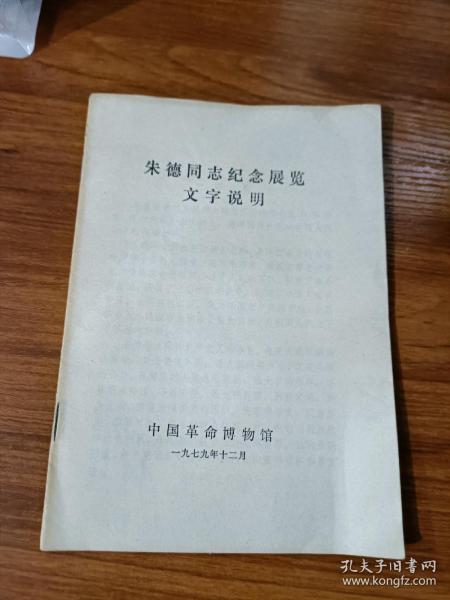 朱德同志纪念展览
文字说明
中国革命博物馆
一九七九年十二月
孔夫子旧书网
www.kongfz.com